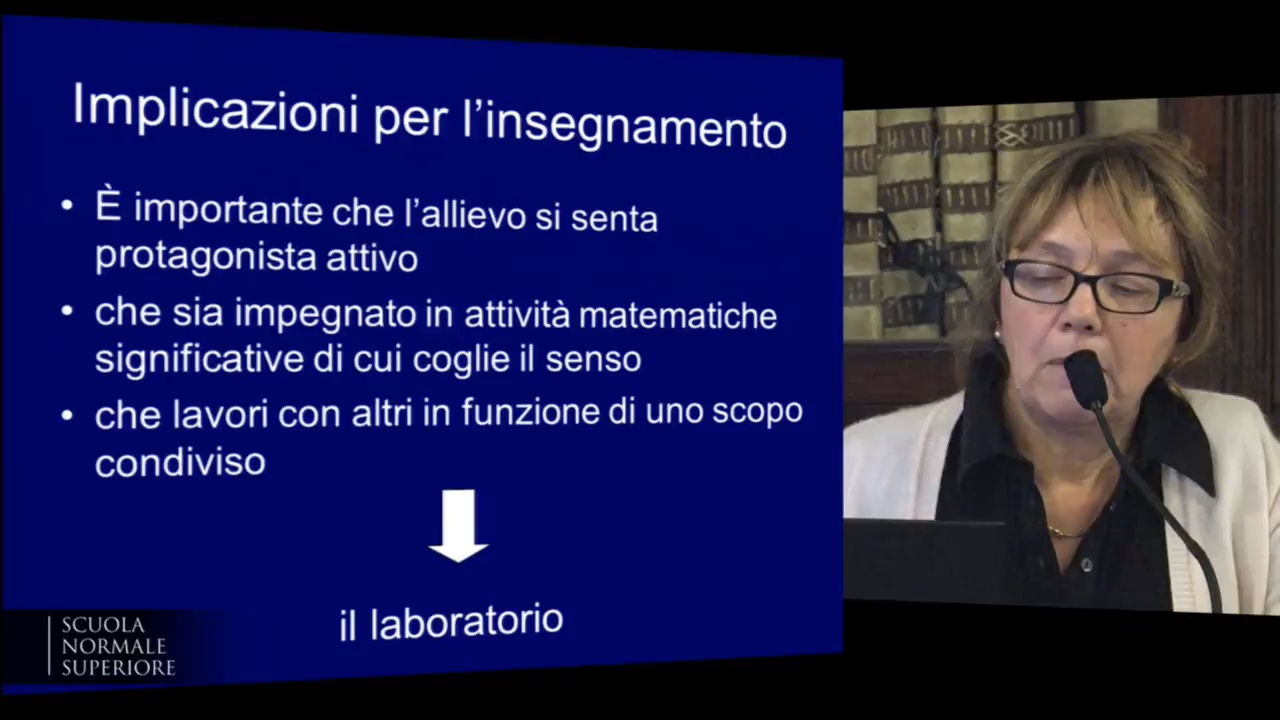 Implicazioni per l'insegnamento
• È importante che l'allievo si senta
protagonista attivo
• che sia impegnato in attività matematiche
significative di cui coglie il senso
• che lavori con altri in funzione di uno scopo
condiviso
il laboratorio
SCUOLA
NORMALE
SUPERIORE